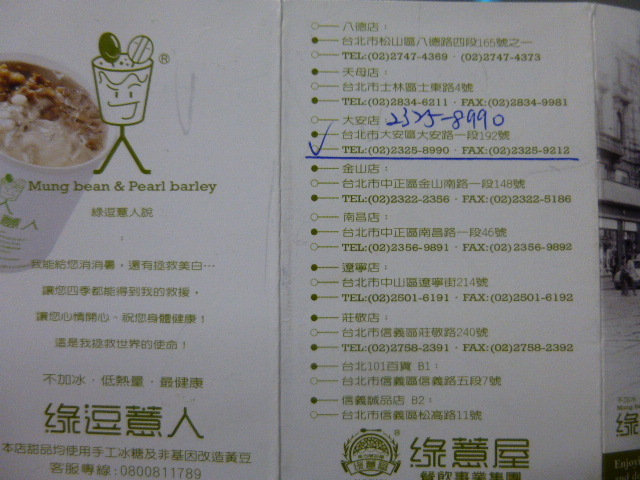 ®
Mung bean & Pearl barley
綠逗薏人說
:
我能給您消消暑，還有拯救美白…
讓您四季都能得到我的救援，
讓您心情開心、祝您身體健康！
這是我拯救世界的使命！
不加冰．低熱量．最健康
綠逗薏人
本店甜品均使用手工冰糖及非基因改造黃豆
客服專線：0800811789
八德店：
台北市松山區八德路四段165號之一
TEL:(02)2747-4369．(02)2747-4373
天母店：
台北市士林區士東路4號
TEL:(02)2834-6211．FAX:(02)2834-9981
大安店：2325-8990
台北市大安區大安路一段192號
TEL:(02)2325-8990．FAX:(02)2325-9212
金山店：
台北市中正區金山南路一段148號
TEL:(02)2322-2356．FAX:(02)2322-5186
南昌店：
台北市中正區南昌路一段46號
TEL:(02)2356-9891．FAX:(02)2356-9892
遼寧店：
台北市中山區遼寧街214號
TEL:(02)2501-6191．FAX:(02)2501-6192
莊敬店：
台北市信義區莊敬路240號
TEL:(02)2758-2391．FAX:(02)2758-2392
台北101百貨 B1：
台北市信義區信義路五段7號
信義誠品店 B2：
台北市信義區松高路11號
®
綠薏屋
餐飲事業集團
不加冰
Mung Be
綠
Enjoy